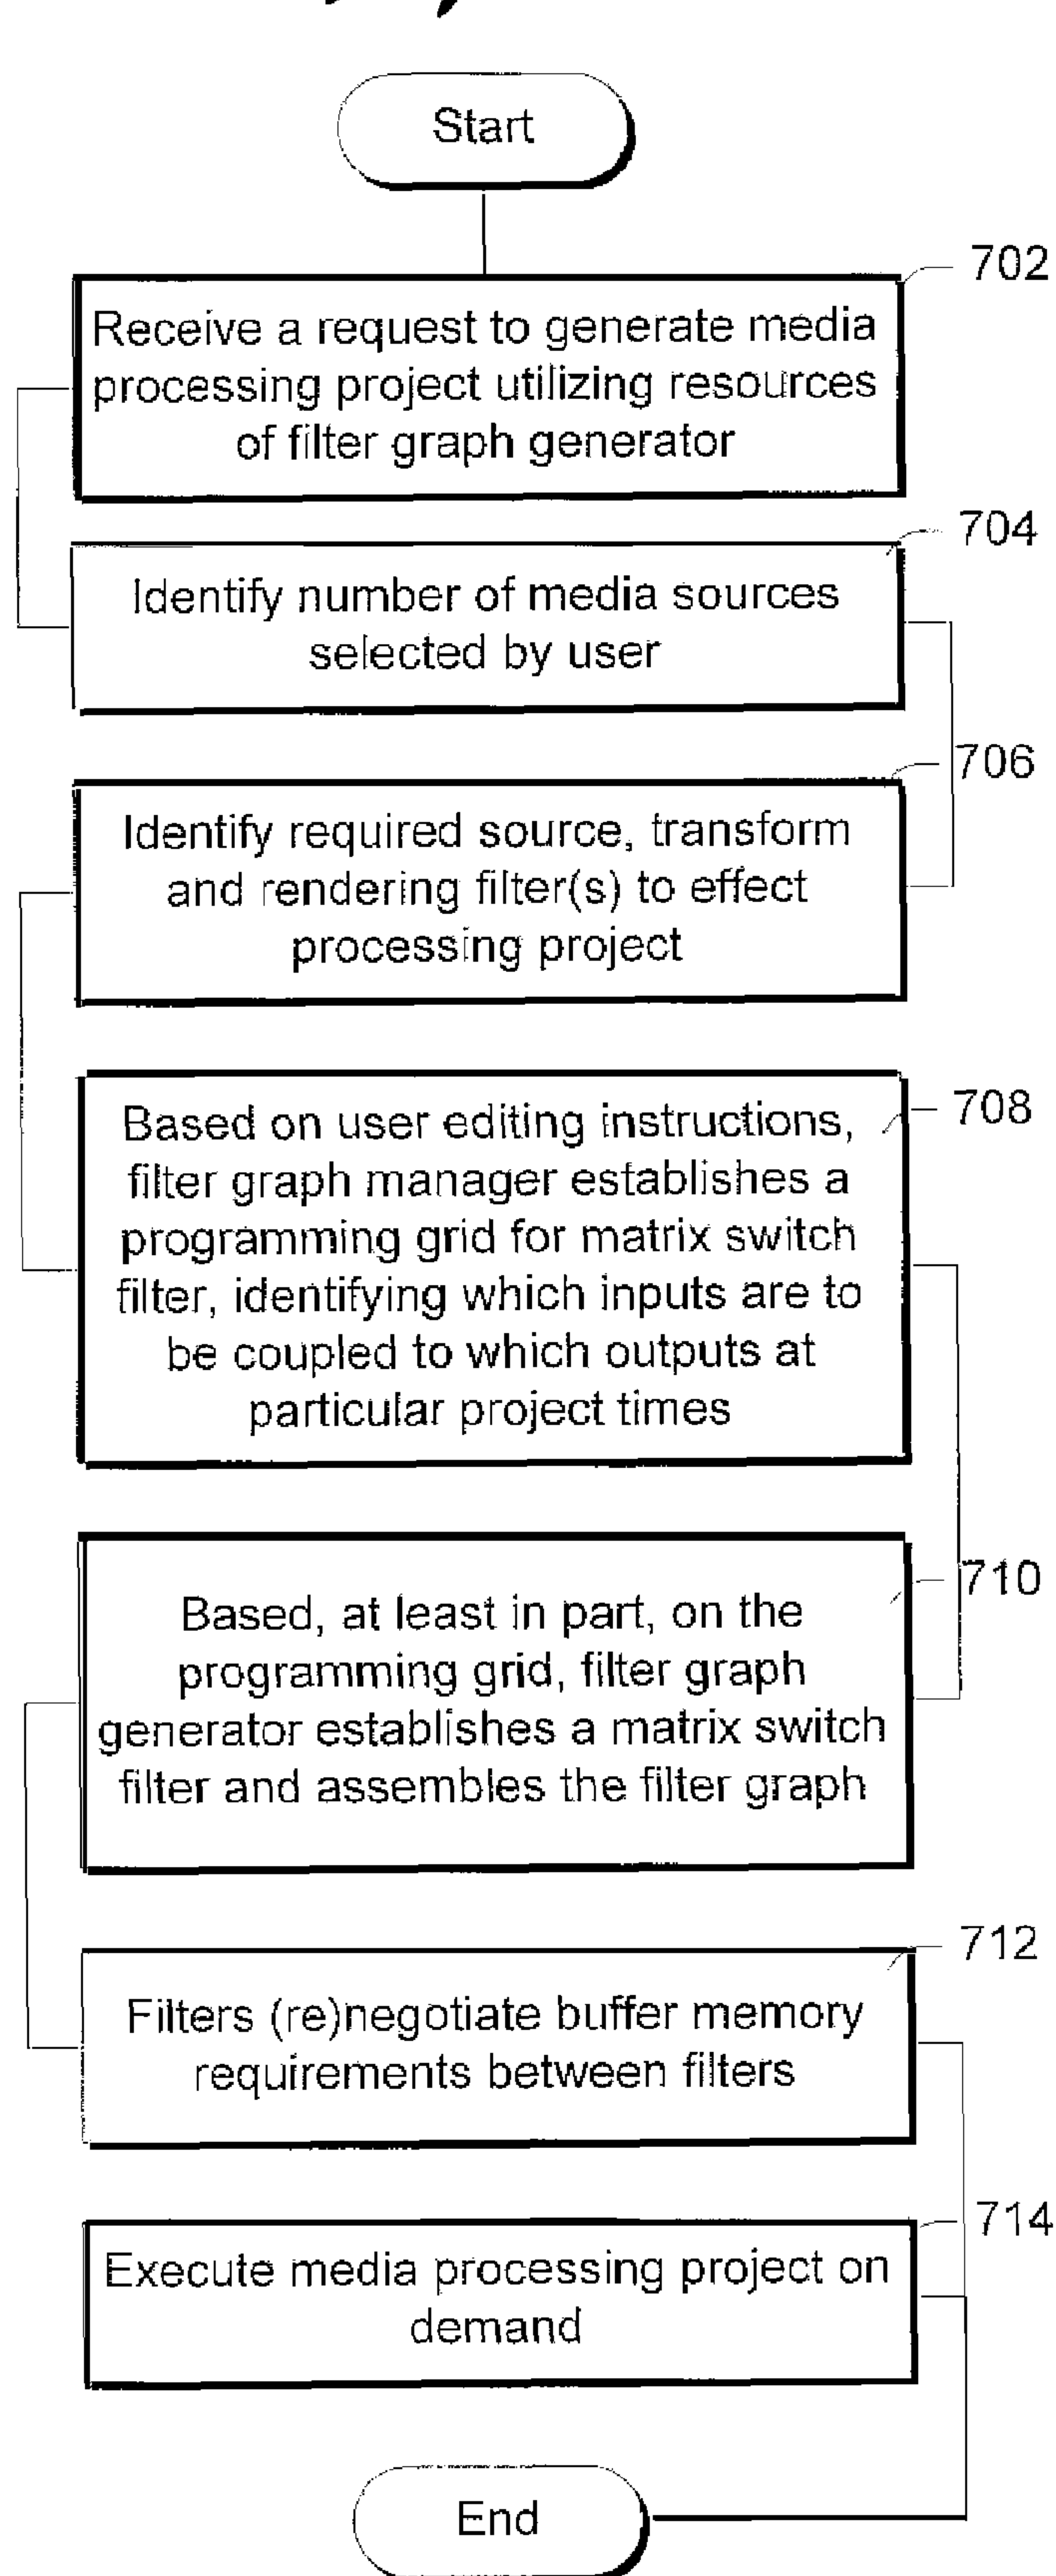 Start
702
Receive a request to generate media
processing project utilizing resources
of filter graph generator
704
Identify number of media sources
selected by user
706
Identify required source, transform
and rendering filter(s) to effect
processing project
708
Based on user editing instructions,
filter graph manager establishes a
programming grid for matrix switch
filter, identifying which inputs are to
be coupled to which outputs at
particular project times
710
Based, at least in part, on the
programming grid, filter graph
generator establishes a matrix switch
filter and assembles the filter graph
712
Filters (re)negotiate buffer memory
requirements between filters
714
Execute media processing project on
demand
End